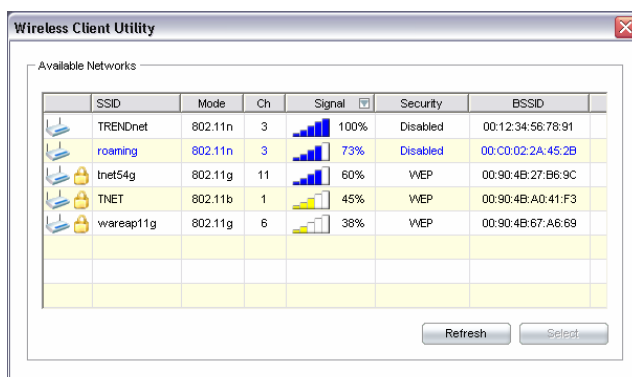 Wireless Client Utility
Available Networks
SSID Mode Ch Signal Security BSSID
TRENDnet 802.11n 3 100% Disabled 00:12:34:56:78:91
roaming 802.11n 3 73% Disabled 00:C0:02:2A:45:2B
tnet54g 802.11g 11 60% WEP 00:90:4B:27:B6:9C
TNET 802.11b 1 45% WEP 00:90:4B:A0:41:F3
wareap11g 802.11g 6 38% WEP 00:90:4B:67:A6:69
Refresh Select